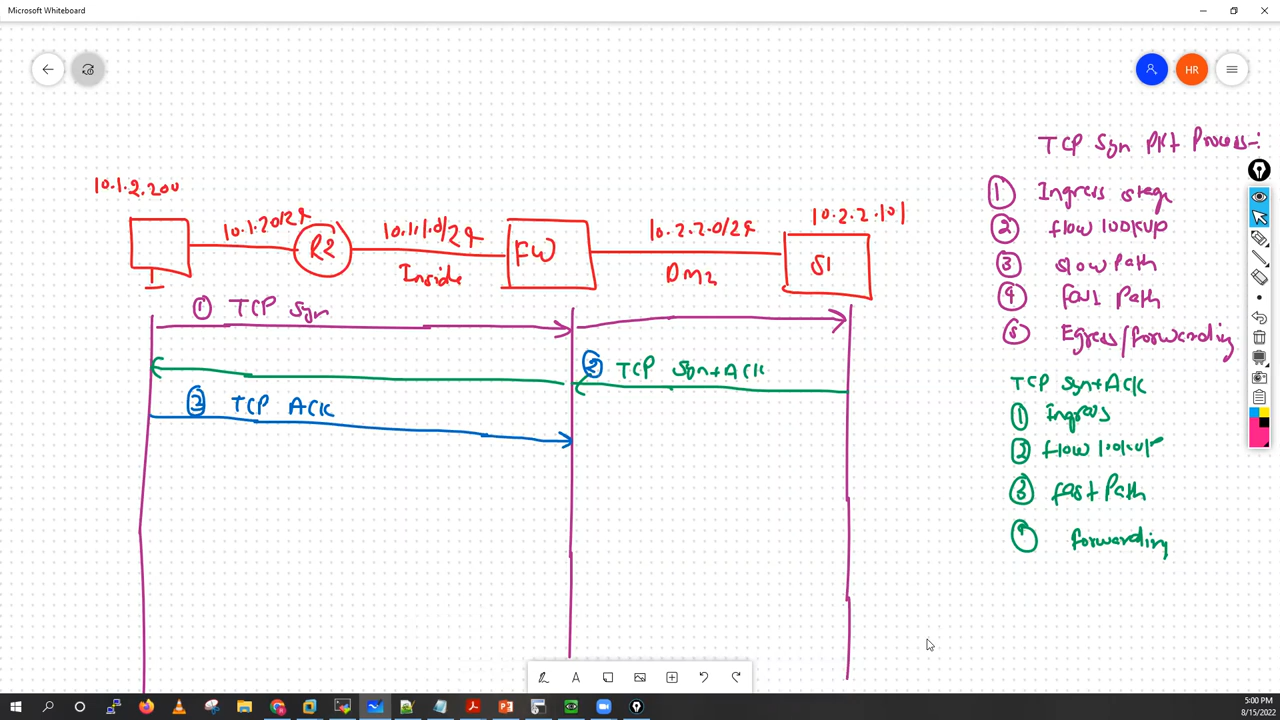 Microsoft Whiteboard
HR
TCP Syn Pkt Process:-
10.1.2.200
10.1.2.0/24
R2
10.1.1.0/24
Inside
FW
10.2.2.0/24
DMZ
10.2.2.101
S1
① Ingress stage
② flow lookup
③ slow Path
④ fast Path
⑤ Egress/forwarding
① TCP Syn
② TCP Syn+ACK
③ TCP ACK
TCP Syn+ACK
① Ingress
② flow lookup
③ fast Path
④ forwarding
5:00 PM
8/15/2022